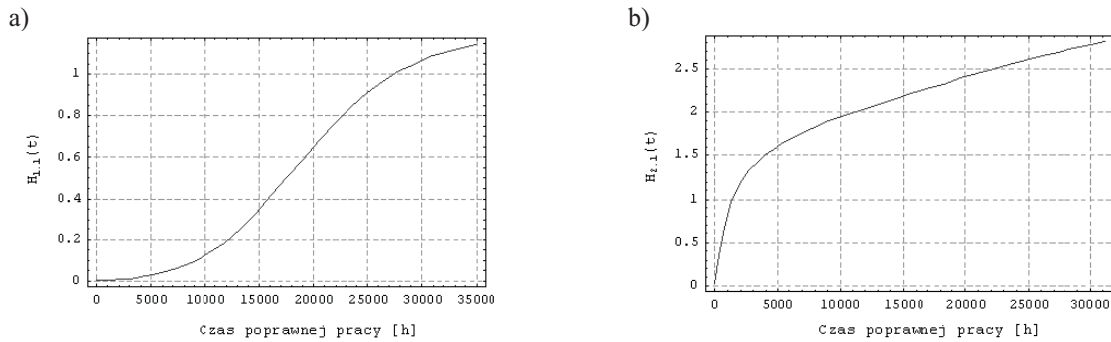 a)
b)
1
0.8
0.6
0.4
0.2
0
H1.1(t)
0 5000 10000 15000 20000 25000 30000 35000
Czas poprawnej pracy [h]
2.5
2
1.5
1
0.5
0
H2.1(t)
0 5000 10000 15000 20000 25000 30000
Czas poprawnej pracy [h]